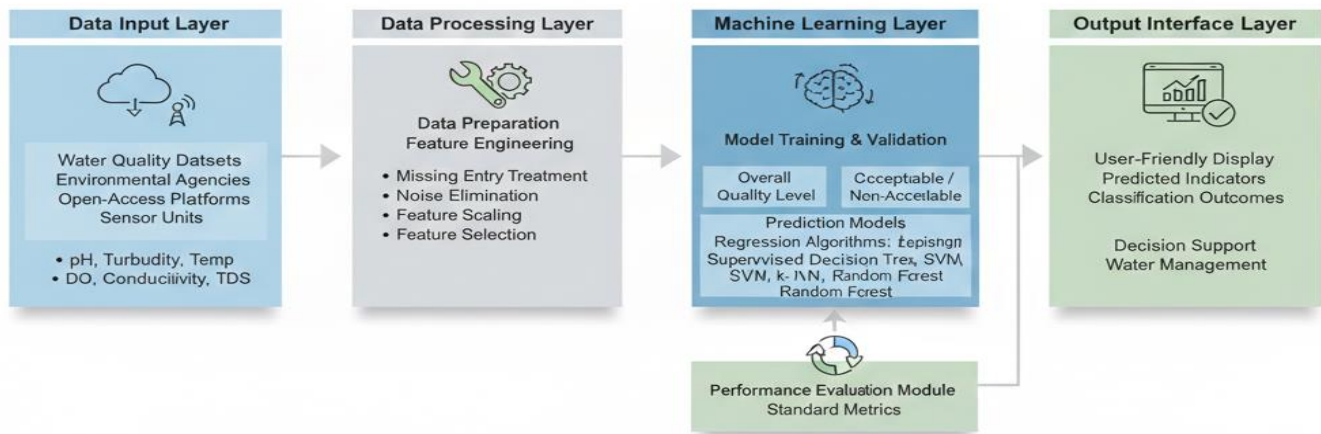 Data Input Layer
Water Quality Datsets
Environmental Agencies
Open-Access Platforms
Sensor Units
• pH, Turbudity, Temp
• DO, Conduciivity, TDS
Data Processing Layer
Data Preparation
Feature Engineering
• Missing Entry Treatment
• Noise Elimination
• Feature Scaling
• Feature Selection
Machine Learning Layer
Model Training & Validation
Overall
Quality Level
Ccceptiable /
Non-Accelable
Prediction Models
Regression Algorithms:
Supervvised Decision Trex, SVM,
SVN, k-NN, Random Fcrest
Random Fcrest
Performance Evaluation Module
Standard Metrics
Output Interface Layer
User-Friendly Display
Predicted Indicators
Classification Outcomes
Decision Support
Water Management